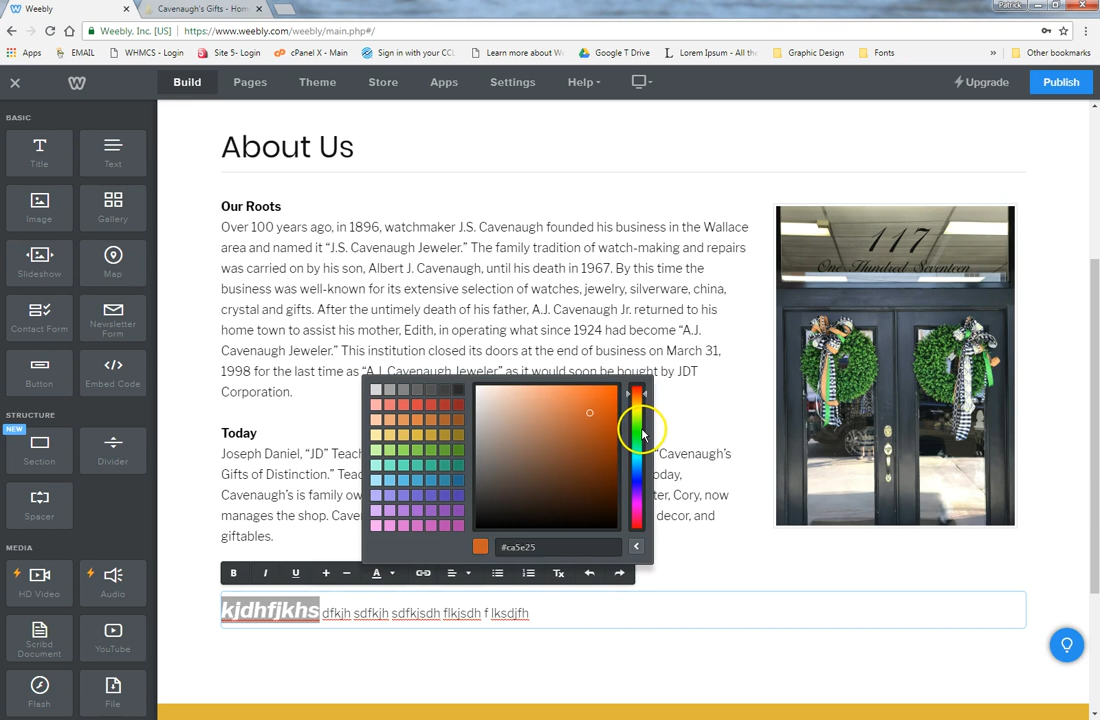 Patrick
Weebly
Cavenaugh's Gifts - Hom
Weebly, Inc. [US]
https://www.weebly.com/weebly/main.php#/
Apps
EMAIL
WHMCS - Login
Site 5- Login
cPanel X - Main
Sign in with your CCL
Learn more about We
Google T Drive
Lorem Ipsum - All the
Graphic Design
Fonts
»
Other bookmarks
Build
Pages
Theme
Store
Apps
Settings
Help
Upgrade
Publish
BASIC
Title
Text
Image
Gallery
Slideshow
Map
Contact Form
Newsletter
Form
Button
Embed Code
STRUCTURE
NEW
Section
Divider
Spacer
MEDIA
HD Video
Audio
Scribd
Document
YouTube
Flash
File
About Us
Our Roots
Over 100 years ago, in 1896, watchmaker J.S. Cavenaugh founded his business in the Wallace
area and named it “J.S. Cavenaugh Jeweler.” The family tradition of watch-making and repairs
was carried on by his son, Albert J. Cavenaugh, until his death in 1967. By this time the
business was well-known for its extensive selection of watches, jewelry, silverware, china,
crystal and gifts. After the untimely death of his father, A.J. Cavenaugh Jr. returned to his
home town to assist his mother, Edith, in operating what since 1924 had become “A.J.
Cavenaugh Jeweler.” This institution closed its doors at the end of business on March 31,
1998 for the last time as “A.J. Cavenaugh Jeweler” as it would soon be bought by JDT
Corporation.
Today
Joseph Daniel, “JD” Teach “Cavenaugh’s
Gifts of Distinction.” Teac oday,
Cavenaugh’s is family ow ter, Cory, now
manages the shop. Cave decor, and
giftables.
117
One Hundred Seventeen
#ca5e25
B I U + − A Tx
kjdhfjkhs dfkjh sdfkjh sdfkjsdh flkjsdh f lksdjfh